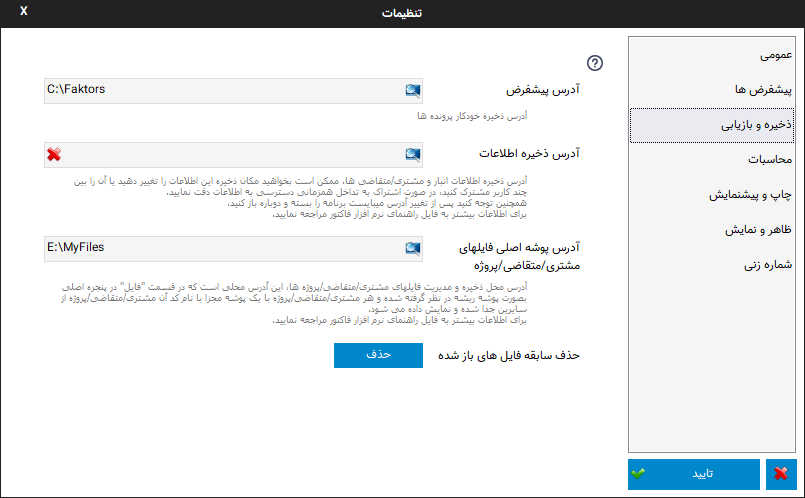 تنظیمات
X
عمومی
پیشفرض ها
ذخیره و بازیابی
محاسبات
چاپ و پیشنمایش
ظاهر و نمایش
شماره زنی
?
آدرس پیشفرض
C:\Faktors
آدرس ذخیره خودکار پرونده ها
آدرس ذخیره اطلاعات
آدرس ذخیره اطلاعات انبار و مشتری/متقاضی ها، ممکن است بخواهید مکان ذخیره این اطلاعات را تغییر دهید یا آن را بین
چند کاربر مشترک کنید، در صورت اشتراک به تداخل همزمانی دسترسی به اطلاعات دقت نمایید.
همچنین توجه کنید پس از تغییر آدرس میبایست برنامه را بسته و دوباره باز کنید.
برای اطلاعات بیشتر به فایل راهنمای نرم افزار فاکتور مراجعه نمایید.
آدرس پوشه اصلی فایلهای
مشتری/متقاضی/پروژه
E:\MyFiles
آدرس محل ذخیره و مدیریت فایلهای مشتری/متقاضی/پروژه ها، این آدرس محلی است که در قسمت "فایل" در پنجره اصلی
بصورت پوشه ریشه در نظر گرفته شده و هر مشتری/متقاضی/پروژه با یک پوشه مجزا با نام کد آن مشتری/متقاضی/پروژه از
سایرین جدا شده و نمایش داده می شود.
برای اطلاعات بیشتر به فایل راهنمای نرم افزار فاکتور مراجعه نمایید.
حذف سابقه فایل های باز شده
حذف
تایید